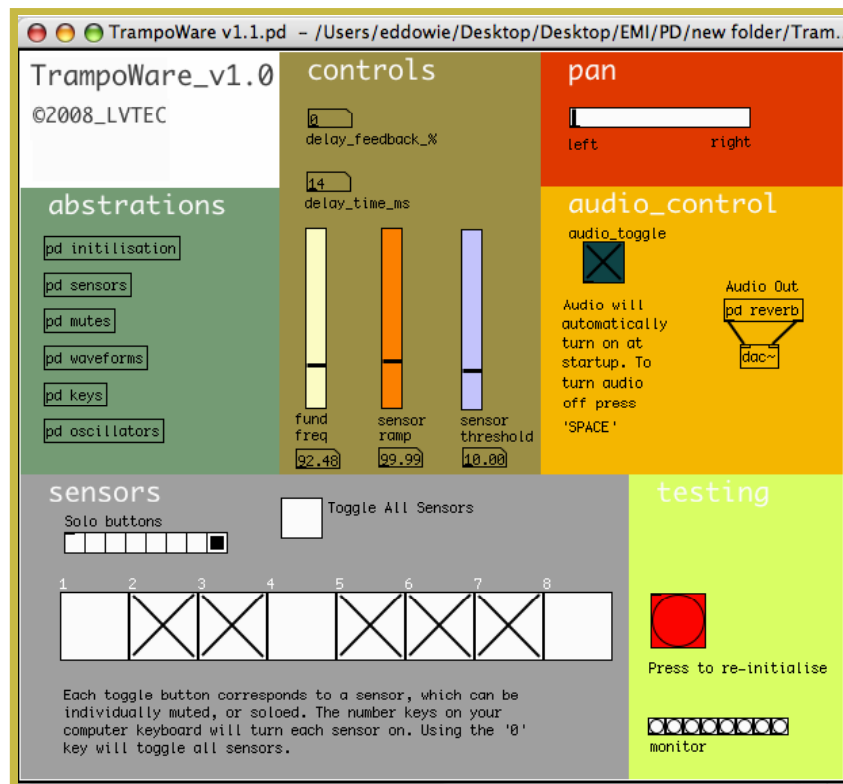 TrampoWare v1.1.pd - /Users/eddowie/Desktop/Desktop/EMI/PD/new folder/Tram..
TrampoWare_v1.0
©2008_LVTEC
controls
0
delay_feedback_%
14
delay_time_ms
fund
freq
92.48
sensor
ramp
99.99
sensor
threshold
10.00
pan
left
right
abstrations
pd initilisation
pd sensors
pd mutes
pd waveforms
pd keys
pd oscillators
audio_control
audio_toggle
Audio will
automatically
turn on at
startup. To
turn audio
off press
'SPACE'
Audio Out
pd reverb
dac~
sensors
Solo buttons
Toggle All Sensors
1 2 3 4 5 6 7 8
Each toggle button corresponds to a sensor, which can be
individually muted, or soloed. The number keys on your
computer keyboard will turn each sensor on. Using the '0'
key will toggle all sensors.
testing
Press to re-initialise
monitor